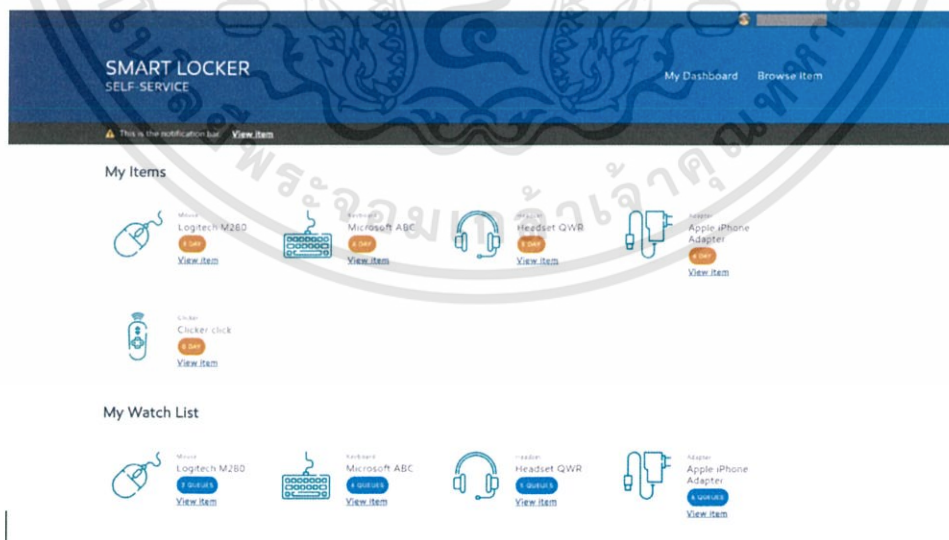 SMART LOCKER
SELF-SERVICE
My Dashboard Browse Item
This is the notification bar. View item
My Items
Mouse
Logitech M280
View item
Keyboard
Microsoft ABC
6 DAY
View item
Headset
Headset QWR
View item
Adapter
Apple iPhone
Adapter
6 DAY
View item
Clicker
Clicker click
View item
My Watch List
Mouse
Logitech M280
7 QUEUES
View item
Keyboard
Microsoft ABC
6 QUEUES
View item
Headset
Headset QWR
5 QUEUES
View item
Adapter
Apple iPhone
Adapter
6 QUEUES
View item